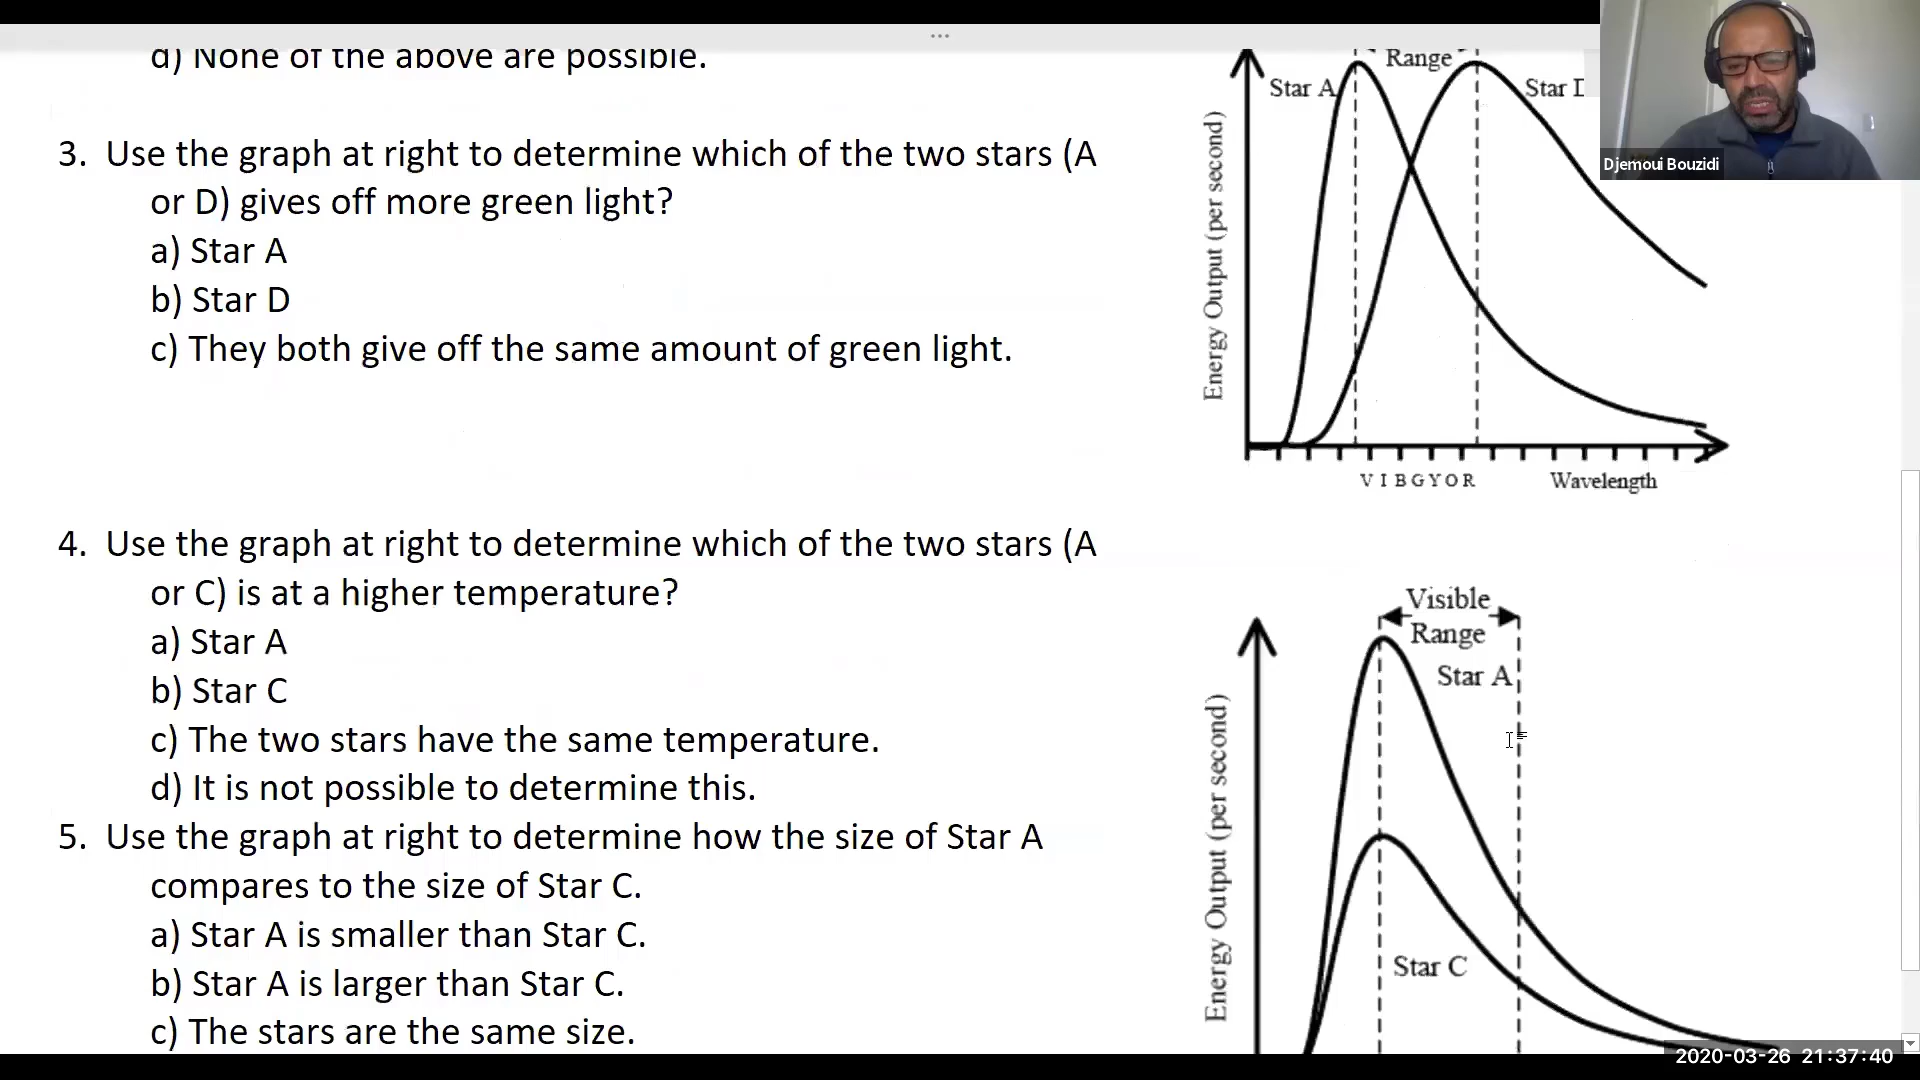 d) None of the above are possible.
3. Use the graph at right to determine which of the two stars (A
or D) gives off more green light?
a) Star A
b) Star D
c) They both give off the same amount of green light.
Range
Star A
Star D
Energy Output (per second)
V I B G Y O R
Wavelength
Djemoui Bouzidi
4. Use the graph at right to determine which of the two stars (A
or C) is at a higher temperature?
a) Star A
b) Star C
c) The two stars have the same temperature.
d) It is not possible to determine this.
5. Use the graph at right to determine how the size of Star A
compares to the size of Star C.
a) Star A is smaller than Star C.
b) Star A is larger than Star C.
c) The stars are the same size.
Visible
Range
Star A
Star C
Energy Output (per second)
2020-03-26 21:37:40